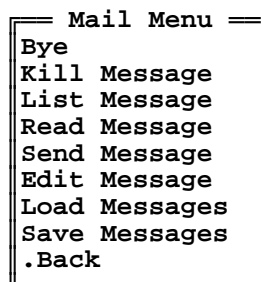 ╔══ Mail Menu ══
Bye
Kill Message
List Message
Read Message
Send Message
Edit Message
Load Messages
Save Messages
.Back